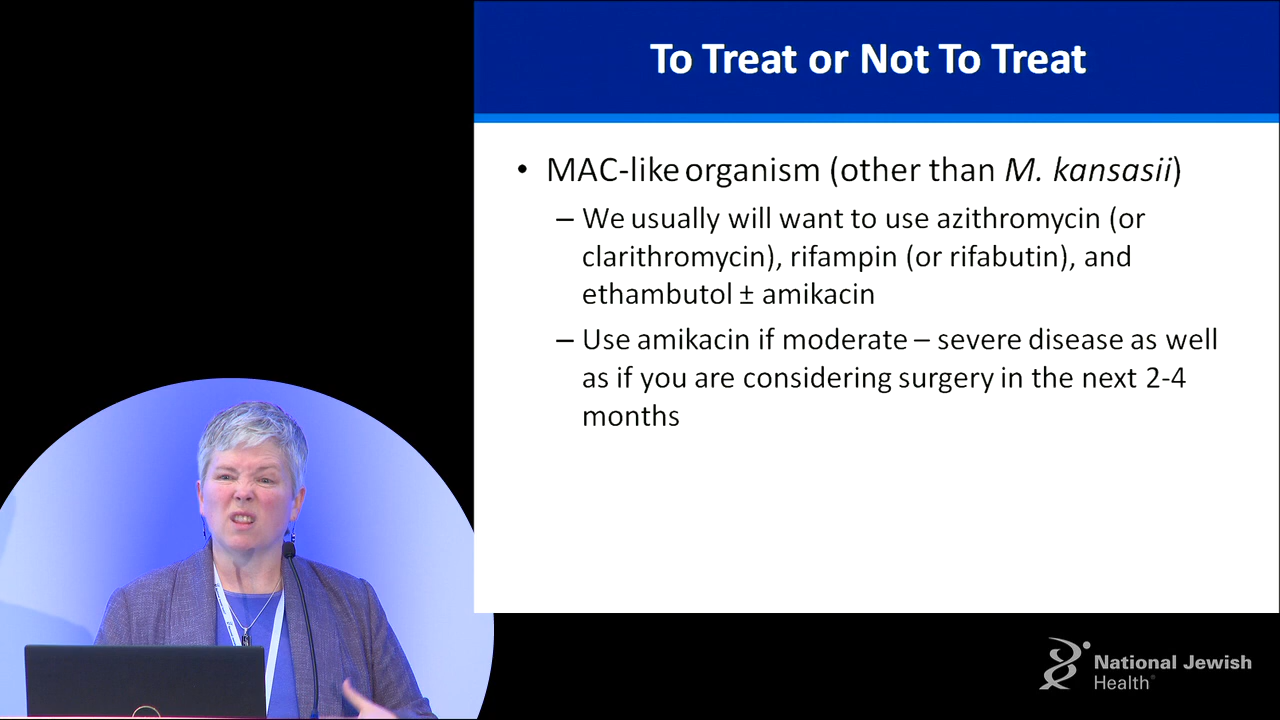 To Treat or Not To Treat
• MAC-like organism (other than M. kansasii)
– We usually will want to use azithromycin (or
clarithromycin), rifampin (or rifabutin), and
ethambutol ± amikacin
– Use amikacin if moderate – severe disease as well
as if you are considering surgery in the next 2-4
months
National Jewish
Health®